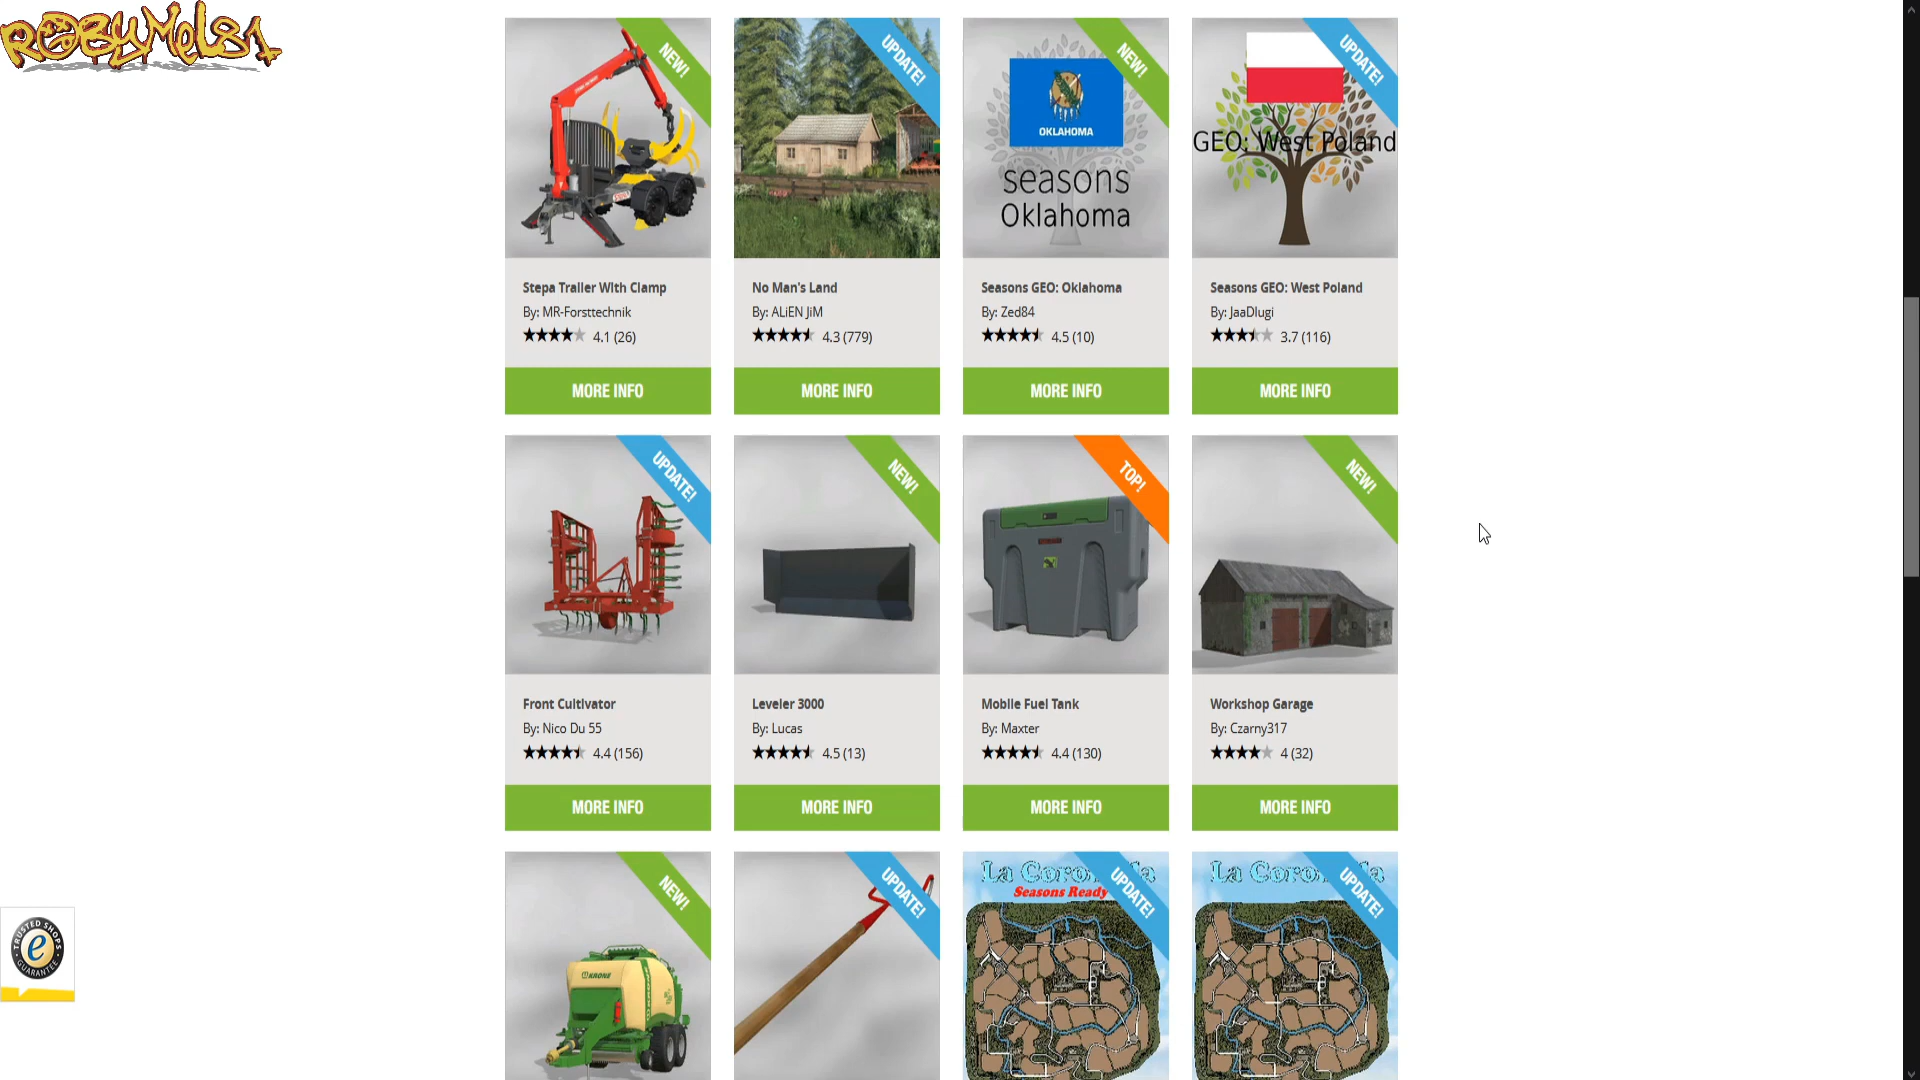 RobyMel81
NEW!
UPDATE!
NEW!
UPDATE!
OKLAHOMA
seasons
Oklahoma
GEO: West Poland
Stepa Trailer With Clamp
By: MR-Forsttechnik
4.1 (26)
MORE INFO
No Man's Land
By: ALiEN JiM
4.3 (779)
MORE INFO
Seasons GEO: Oklahoma
By: Zed84
4.5 (10)
MORE INFO
Seasons GEO: West Poland
By: JaaDlugi
3.7 (116)
MORE INFO
UPDATE!
NEW!
TOP!
NEW!
Front Cultivator
By: Nico Du 55
4.4 (156)
MORE INFO
Leveler 3000
By: Lucas
4.5 (13)
MORE INFO
Mobile Fuel Tank
By: Maxter
4.4 (130)
MORE INFO
Workshop Garage
By: Czarny317
4 (32)
MORE INFO
NEW!
KRONE
UPDATE!
Seasons Ready
UPDATE!
UPDATE!
TRUSTED SHOPS
e
GUARANTEE